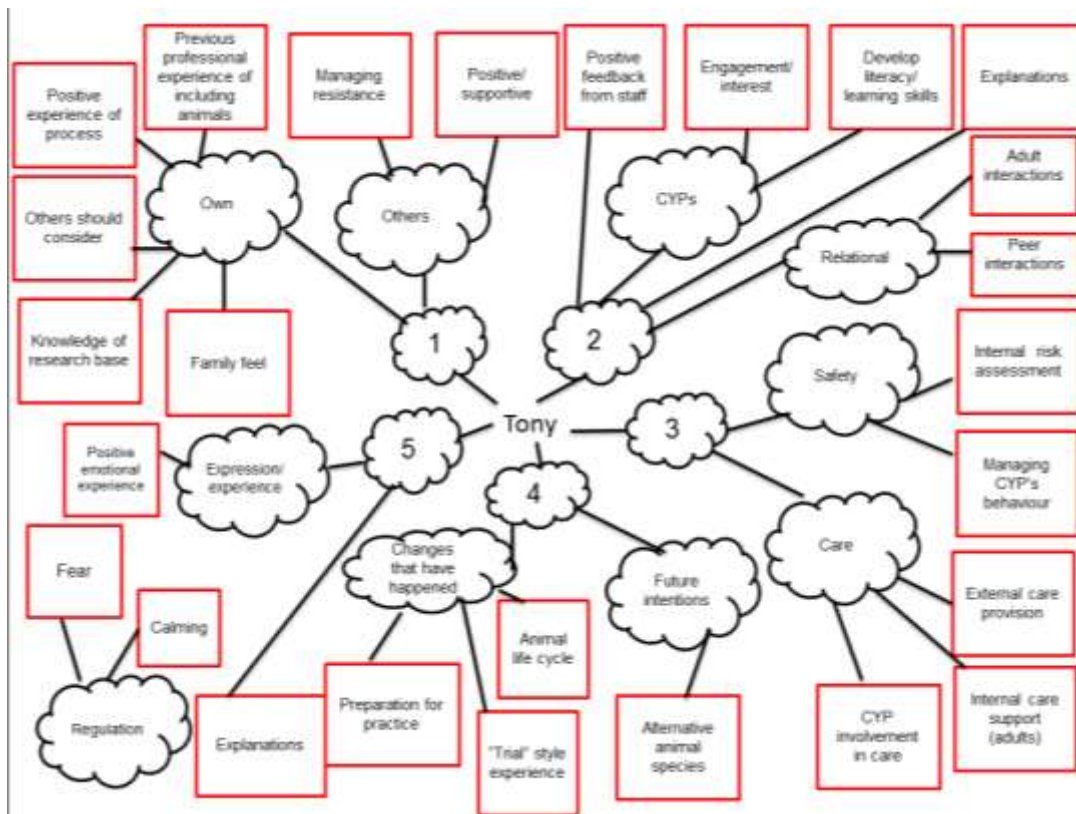 Previous
professional
experience of
including
animals
Managing
resistance
Positive/
supportive
Positive
feedback
from staff
Engagement/
interest
Develop
literacy/
learning skills
Explanations
Positive
experience of
process
Own
Others
CYPs
Adult
interactions
Others should
consider
Relational
Peer
interactions
Knowledge of
research base
Family feel
1
2
Safety
Internal risk
assessment
Tony
3
5
Positive
emotional
experience
Expression/
experience
4
Managing
CYP's
behaviour
Care
Changes
that have
happened
Future
intentions
Fear
Calming
External care
provision
Animal
life cycle
Regulation
Explanations
Preparation for
practice
"Trial" style
experience
Alternative
animal
species
CYP
involvement
in care
Internal care
support
(adults)